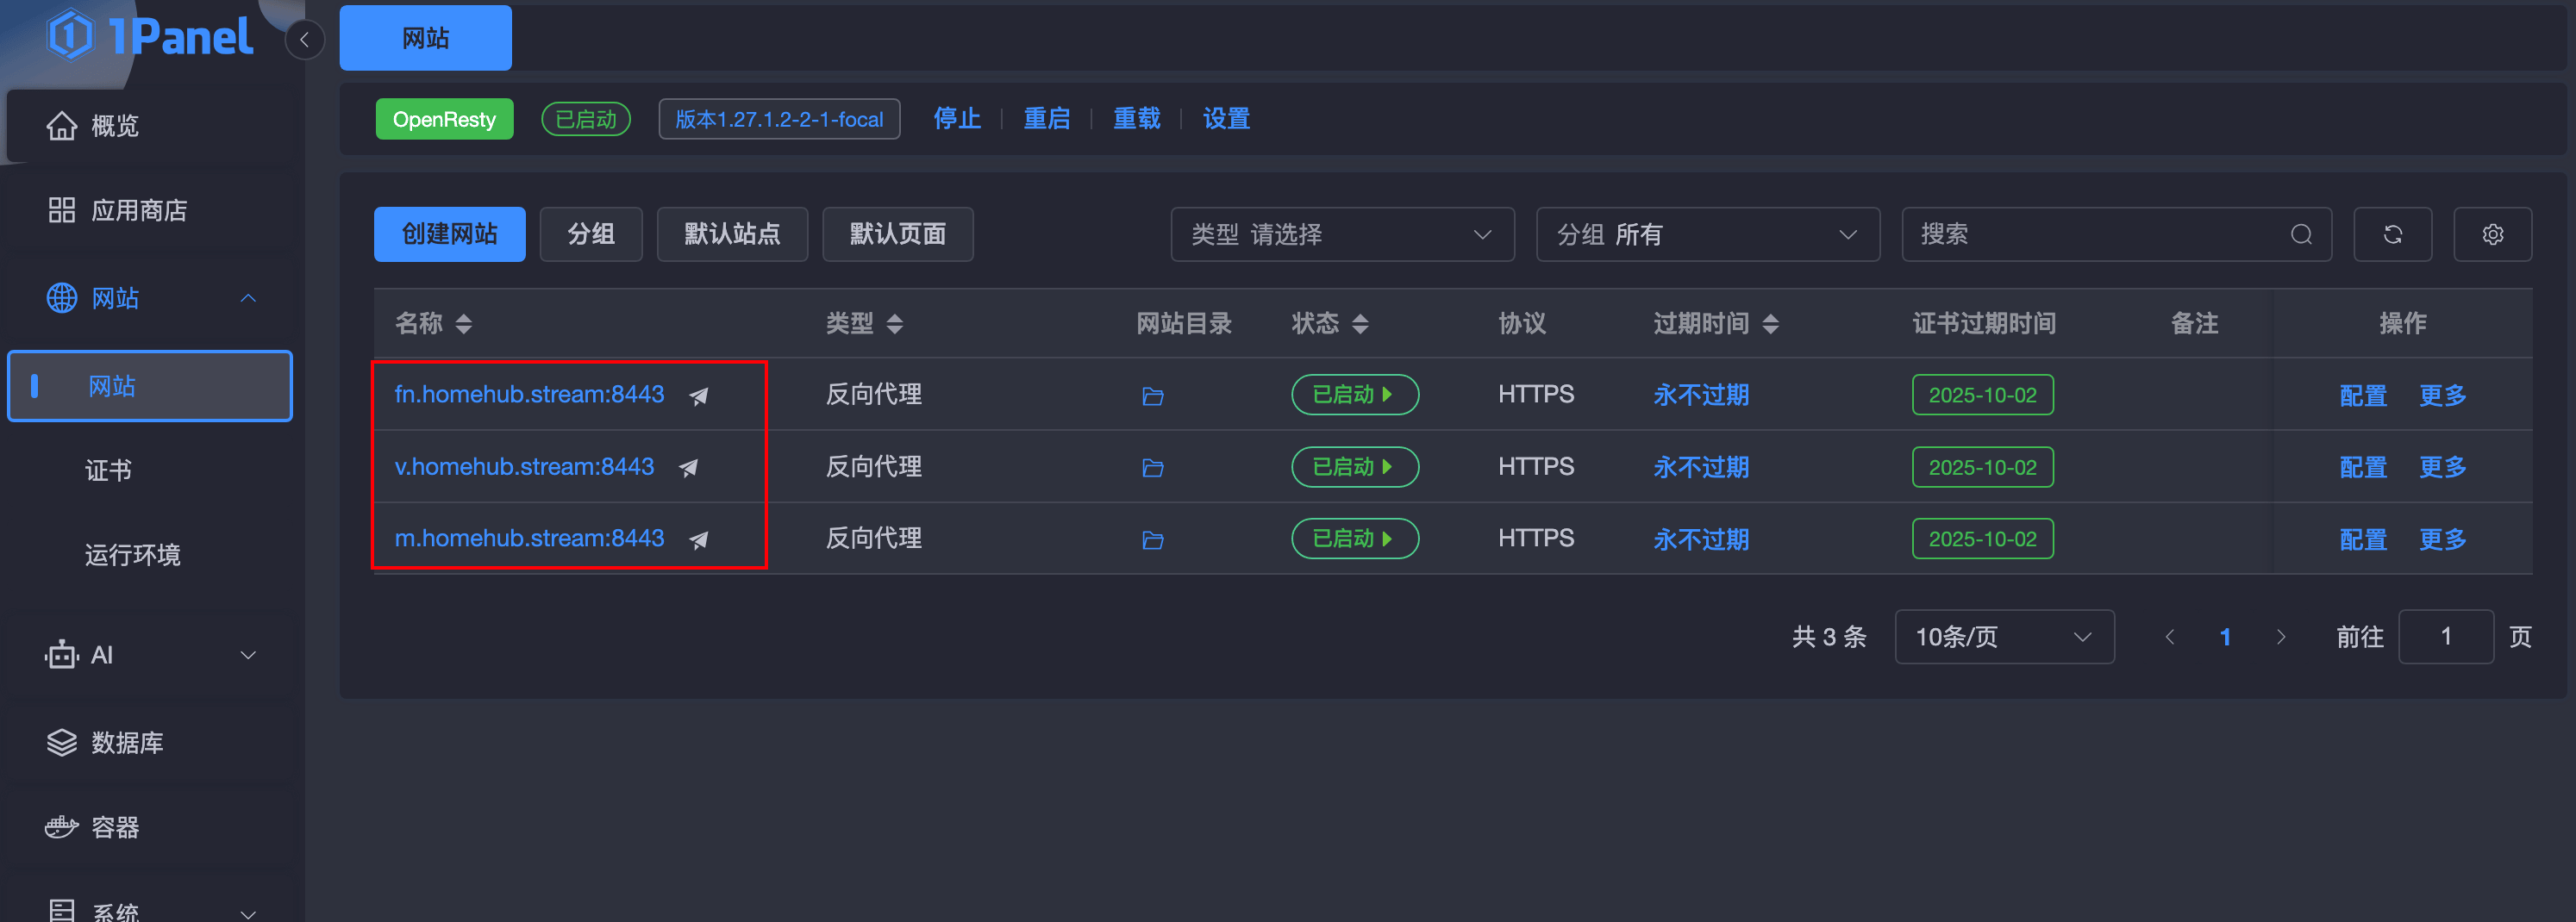 1Panel
概览
应用商店
网站
网站
证书
运行环境
AI
数据库
容器
系统
网站
OpenResty 已启动 版本1.27.1.2-2-1-focal 停止 重启 重载 设置
创建网站 分组 默认站点 默认页面 类型 请选择 分组 所有 搜索
名称 类型 网站目录 状态 协议 过期时间 证书过期时间 备注 操作
fn.homehub.stream:8443 反向代理 已启动 HTTPS 永不过期 2025-10-02 配置 更多
v.homehub.stream:8443 反向代理 已启动 HTTPS 永不过期 2025-10-02 配置 更多
m.homehub.stream:8443 反向代理 已启动 HTTPS 永不过期 2025-10-02 配置 更多
共 3 条 10条/页 1 前往 1 页